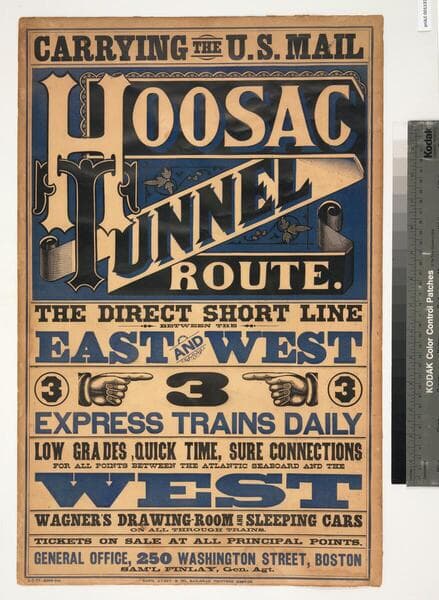 CARRYING THE U.S. MAIL
HOOSAC
TUNNEL
ROUTE.
THE DIRECT SHORT LINE
BETWEEN THE
EAST AND WEST
3 3 3
EXPRESS TRAINS DAILY
LOW GRADES, QUICK TIME, SURE CONNECTIONS
FOR ALL POINTS BETWEEN THE ATLANTIC SEABOARD AND THE
WEST
WAGNER'S DRAWING-ROOM AND SLEEPING CARS
ON ALL THROUGH TRAINS.
TICKETS ON SALE AT ALL PRINCIPAL POINTS.
GENERAL OFFICE, 250 WASHINGTON STREET, BOSTON
SAM'L FINLAY, Gen. Agt.
Kodak
KODAK Color Control Patches